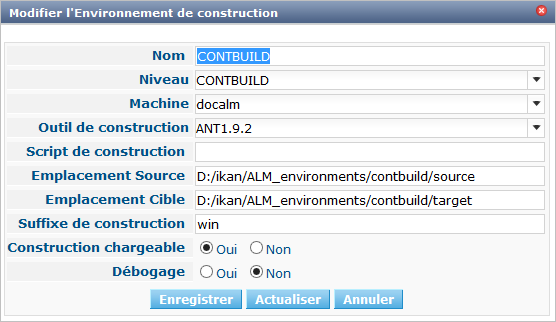 Modifier l'Environnement de construction
Nom CONTBUILD
Niveau CONTBUILD
Machine docalm
Outil de construction ANT1.9.2
Script de construction
Emplacement Source D:/ikan/ALM_environments/contbuild/source
Emplacement Cible D:/ikan/ALM_environments/contbuild/target
Suffixe de construction win
Construction chargeable Oui Non
Débogage Oui Non
Enregistrer Actualiser Annuler